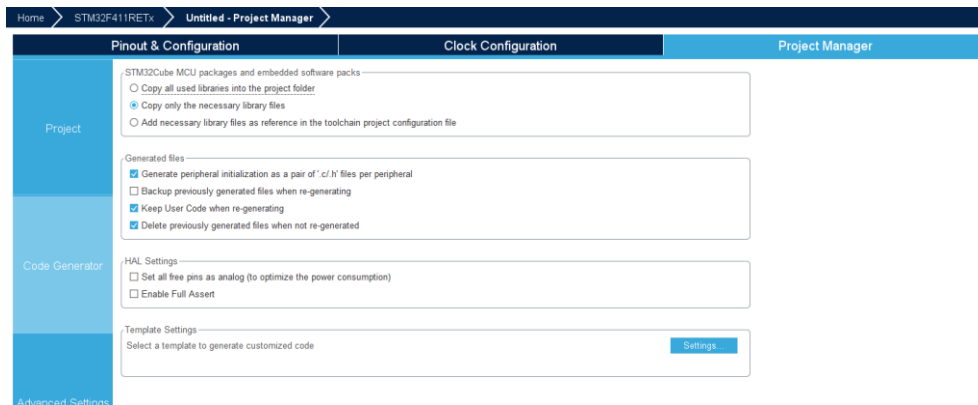 Home
STM32F411RETx
Untitled - Project Manager
Pinout & Configuration
Clock Configuration
Project Manager
Project
Code Generator
Advanced Settings
STM32Cube MCU packages and embedded software packs
Copy all used libraries into the project folder
Copy only the necessary library files
Add necessary library files as reference in the toolchain project configuration file
Generated files
Generate peripheral initialization as a pair of '.c/.h' files per peripheral
Backup previously generated files when re-generating
Keep User Code when re-generating
Delete previously generated files when not re-generated
HAL Settings
Set all free pins as analog (to optimize the power consumption)
Enable Full Assert
Template Settings
Select a template to generate customized code
Settings...